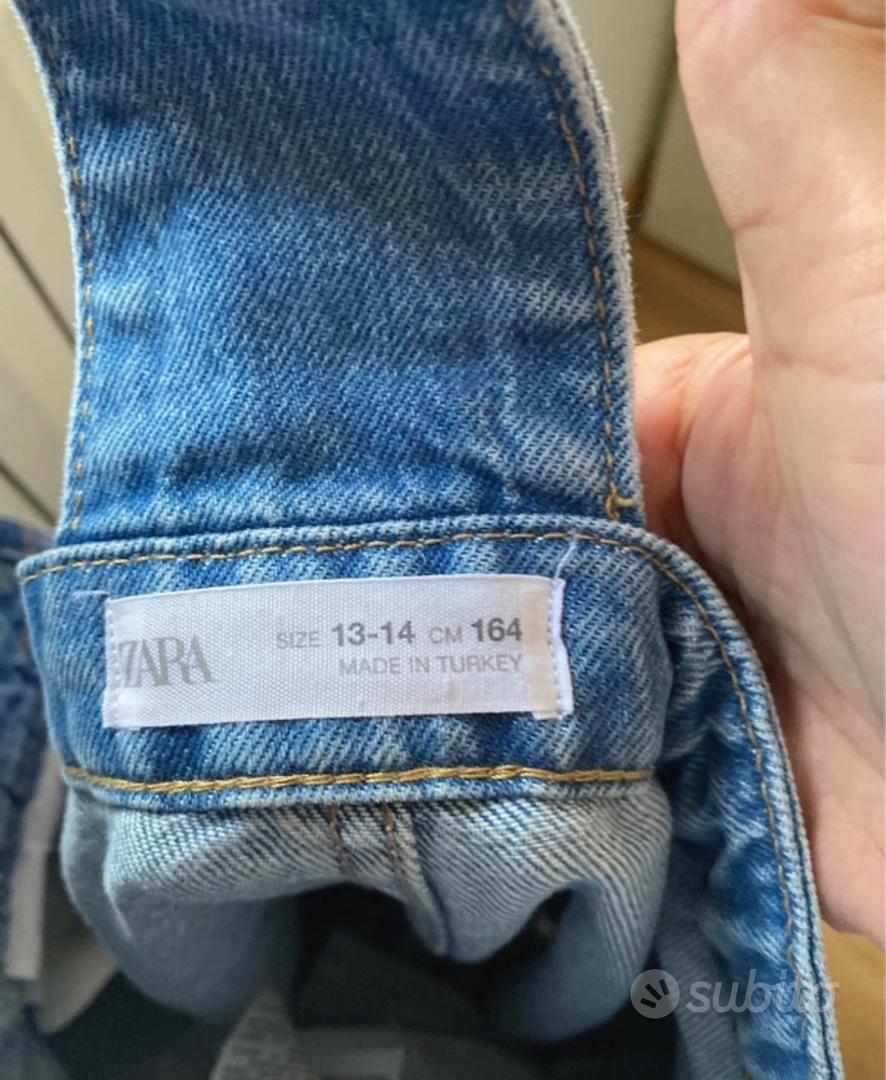 ZARA
SIZE 13-14 CM 164
MADE IN TURKEY
subito